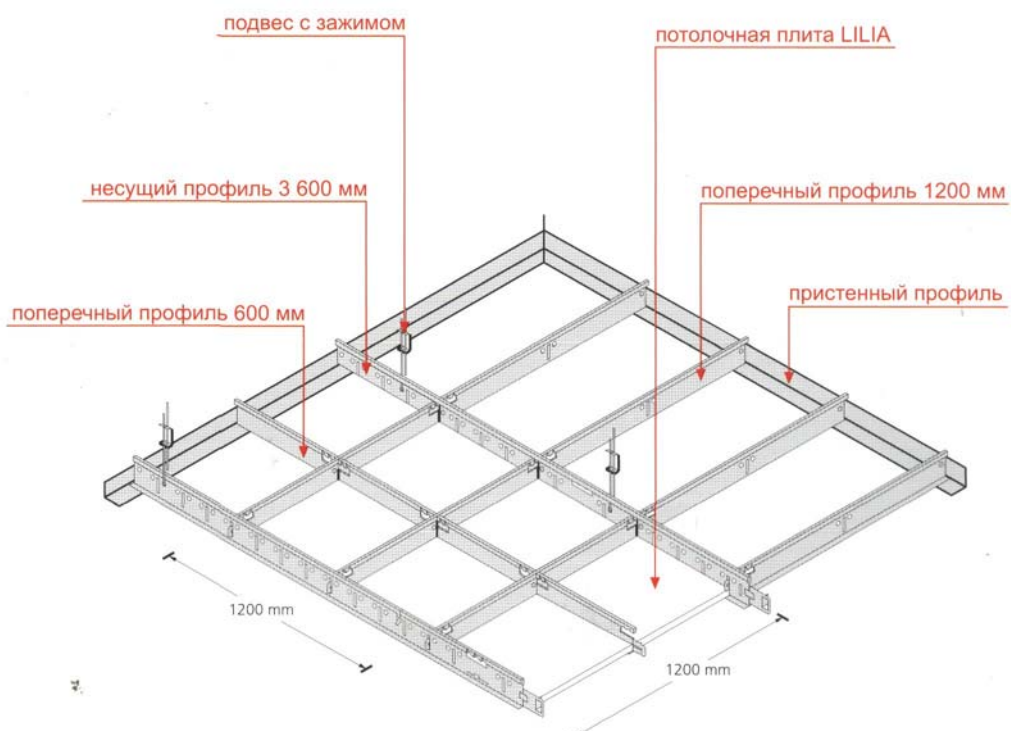 подвес с зажимом
потолочная плита LILIA
несущий профиль 3 600 мм
поперечный профиль 1200 мм
поперечный профиль 600 мм
пристенный профиль
1200 mm
1200 mm